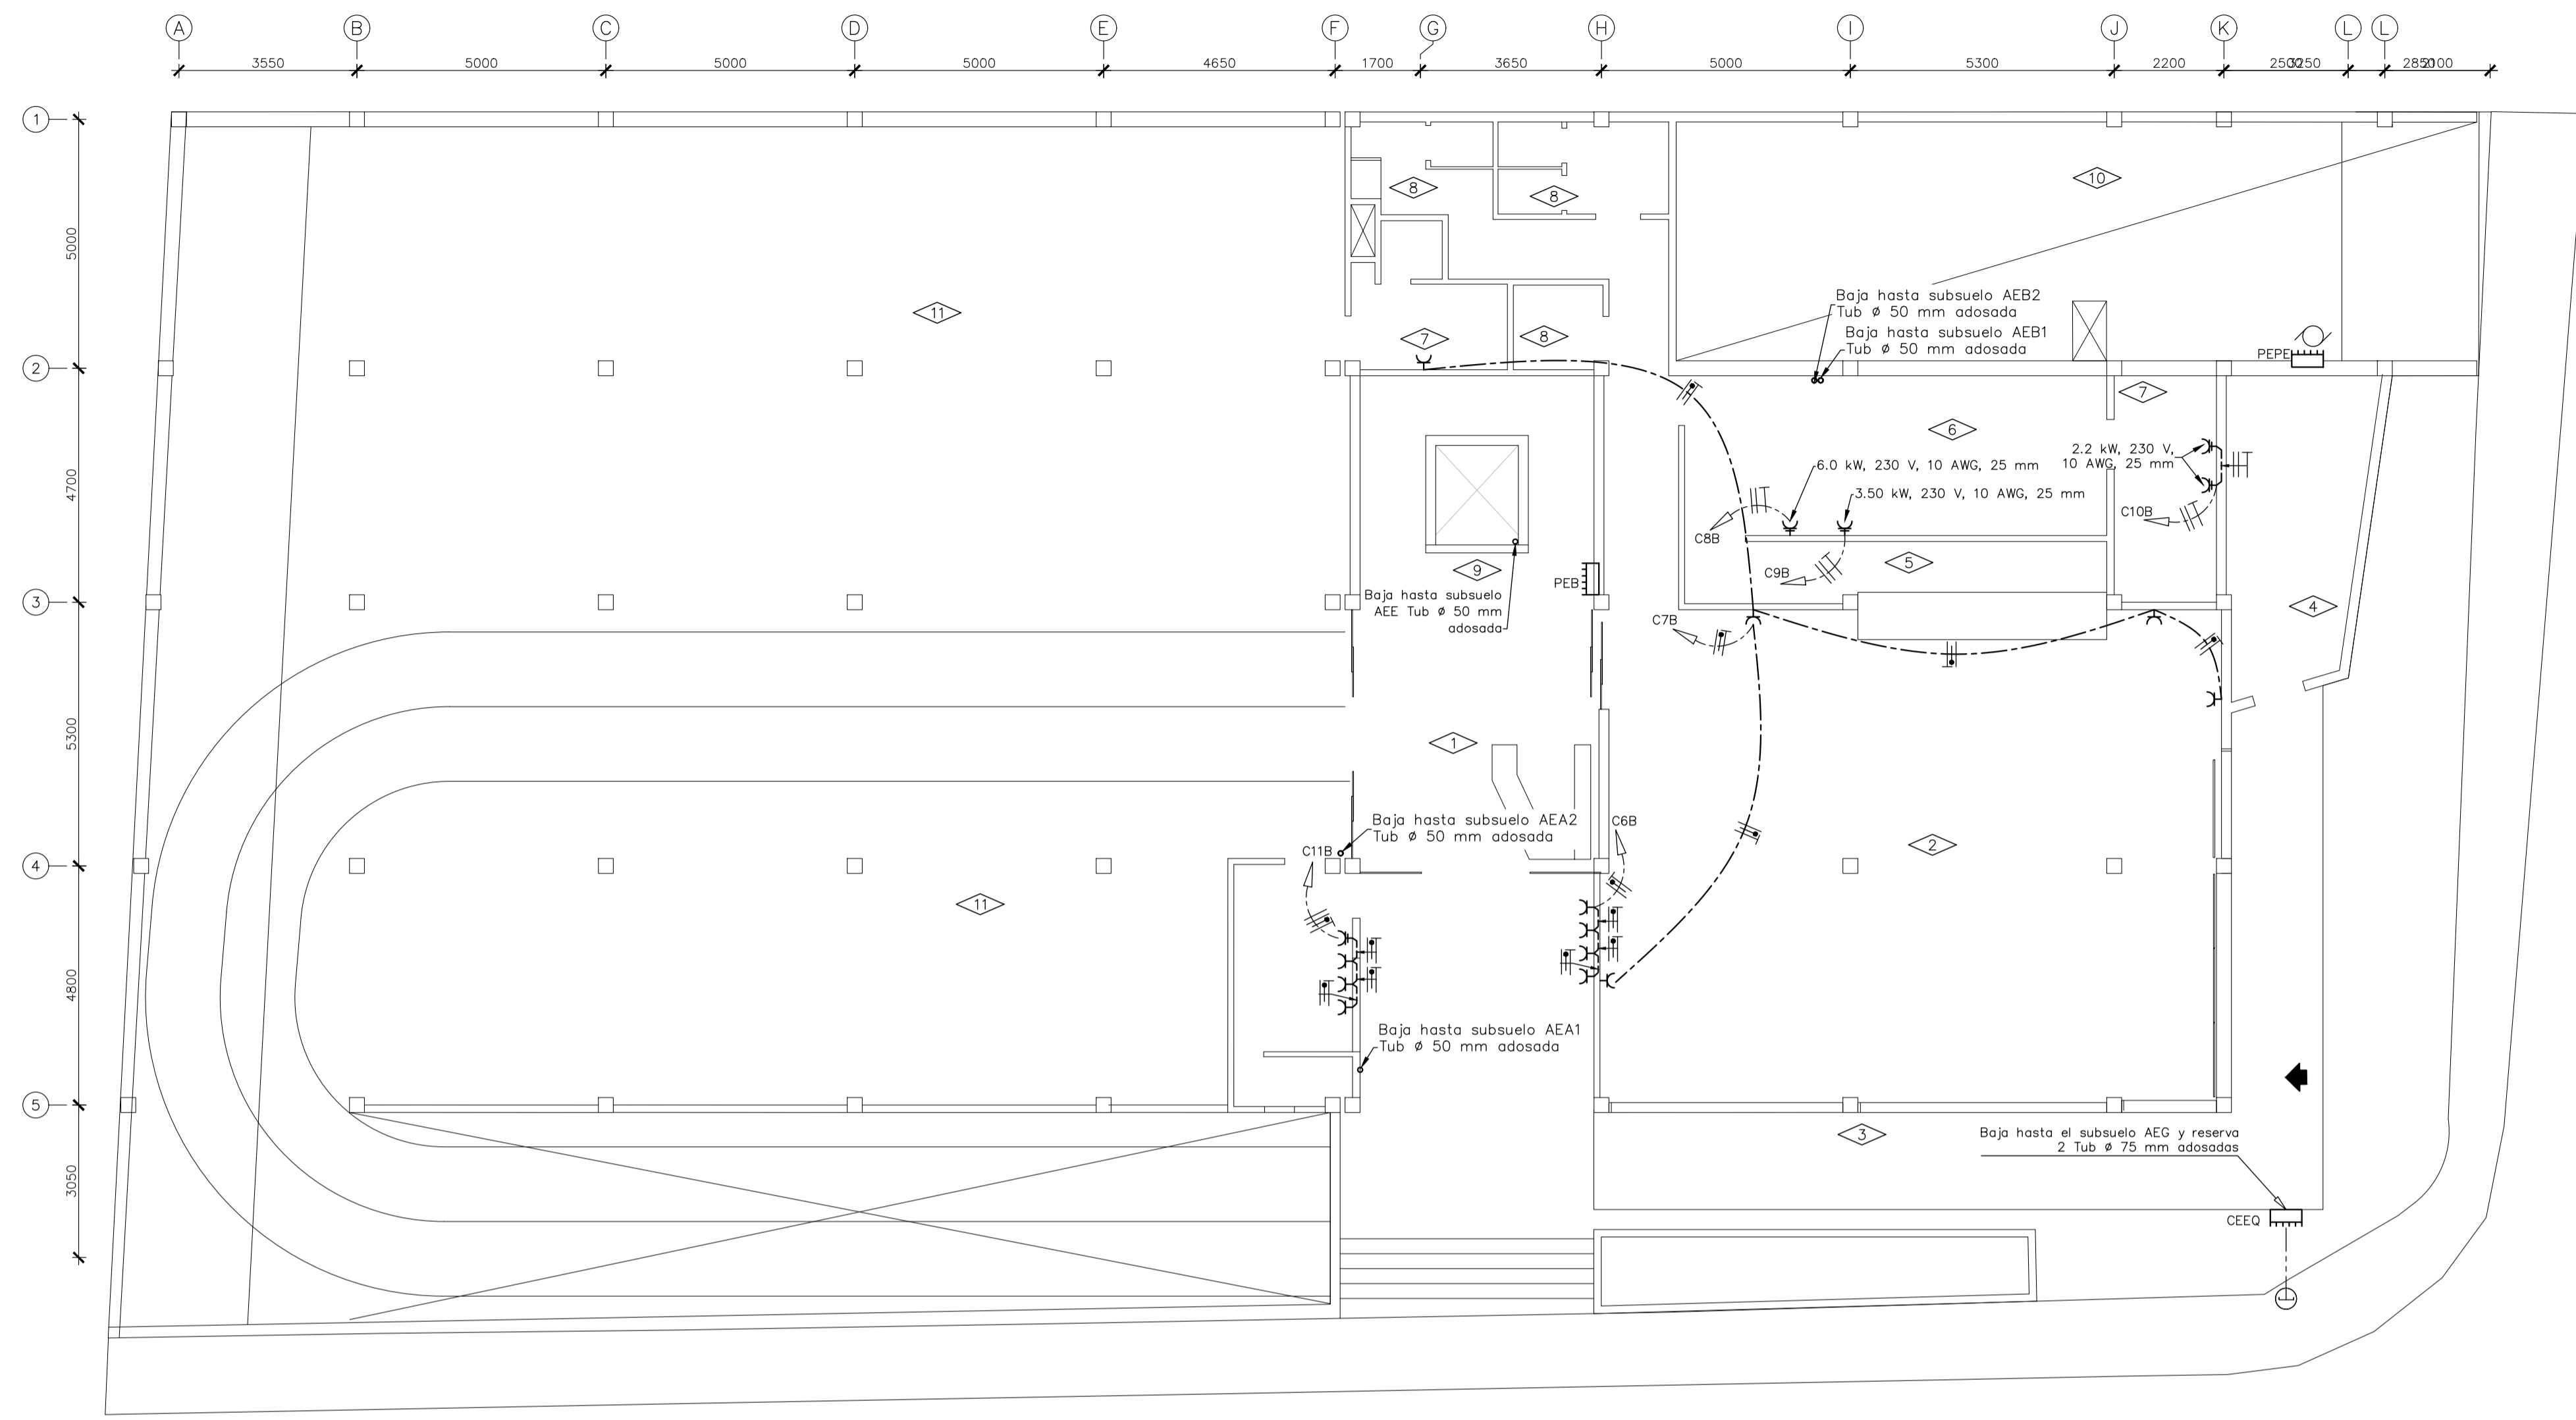 A B C D E F G H I J K L L
3550 5000 5000 5000 4650 1700 3650 5000 5300 2200
1
5000
2
4700
3
5300
4
4800
5
3050
8
8
10
11
Baja hasta subsuelo AEB2
Tub ø 50 mm adosada
Baja hasta subsuelo AEB1
Tub ø 50 mm adosada
7
8
PEPE
7
6
2.2 kW, 230 V,
10 AWG, 25 mm
6.0 kW, 230 V, 10 AWG, 25 mm
3.50 kW, 230 V, 10 AWG, 25 mm
C10B
C8B
5
C9B
9
PEB
Baja hasta subsuelo
AEE Tub ø 50 mm
adosada
4
C7B
1
Baja hasta subsuelo AEA2
Tub ø 50 mm adosada
C6B
C11B
2
11
Baja hasta subsuelo AEA1
Tub ø 50 mm adosada
3
Baja hasta el subsuelo AEG y reserva
2 Tub ø 75 mm adosadas
CEEQ